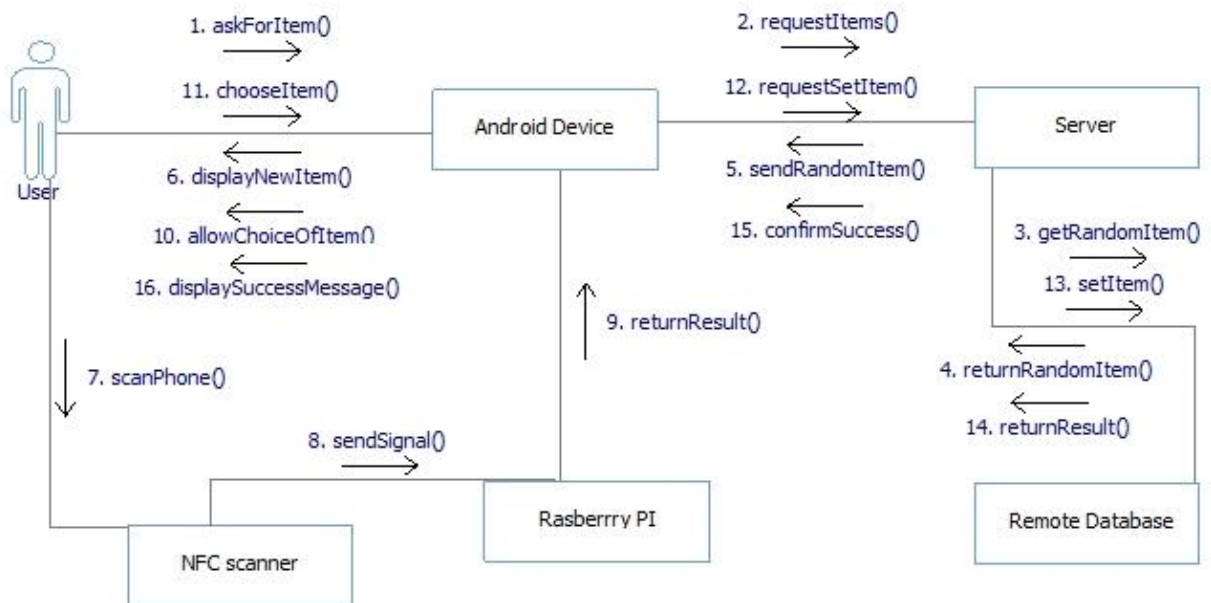 1. askForItem()
2. requestItems()
11. chooseItem()
12. requestSetItem()
Android Device
Server
User
6. displayNewItem()
5. sendRandomItem()
10. allowChoiceOfItem()
15. confirmSuccess()
3. getRandomItem()
16. displaySuccessMessage()
13. setItem()
9. returnResult()
7. scanPhone()
4. returnRandomItem()
14. returnResult()
8. sendSignal()
Rasberrry PI
Remote Database
NFC scanner